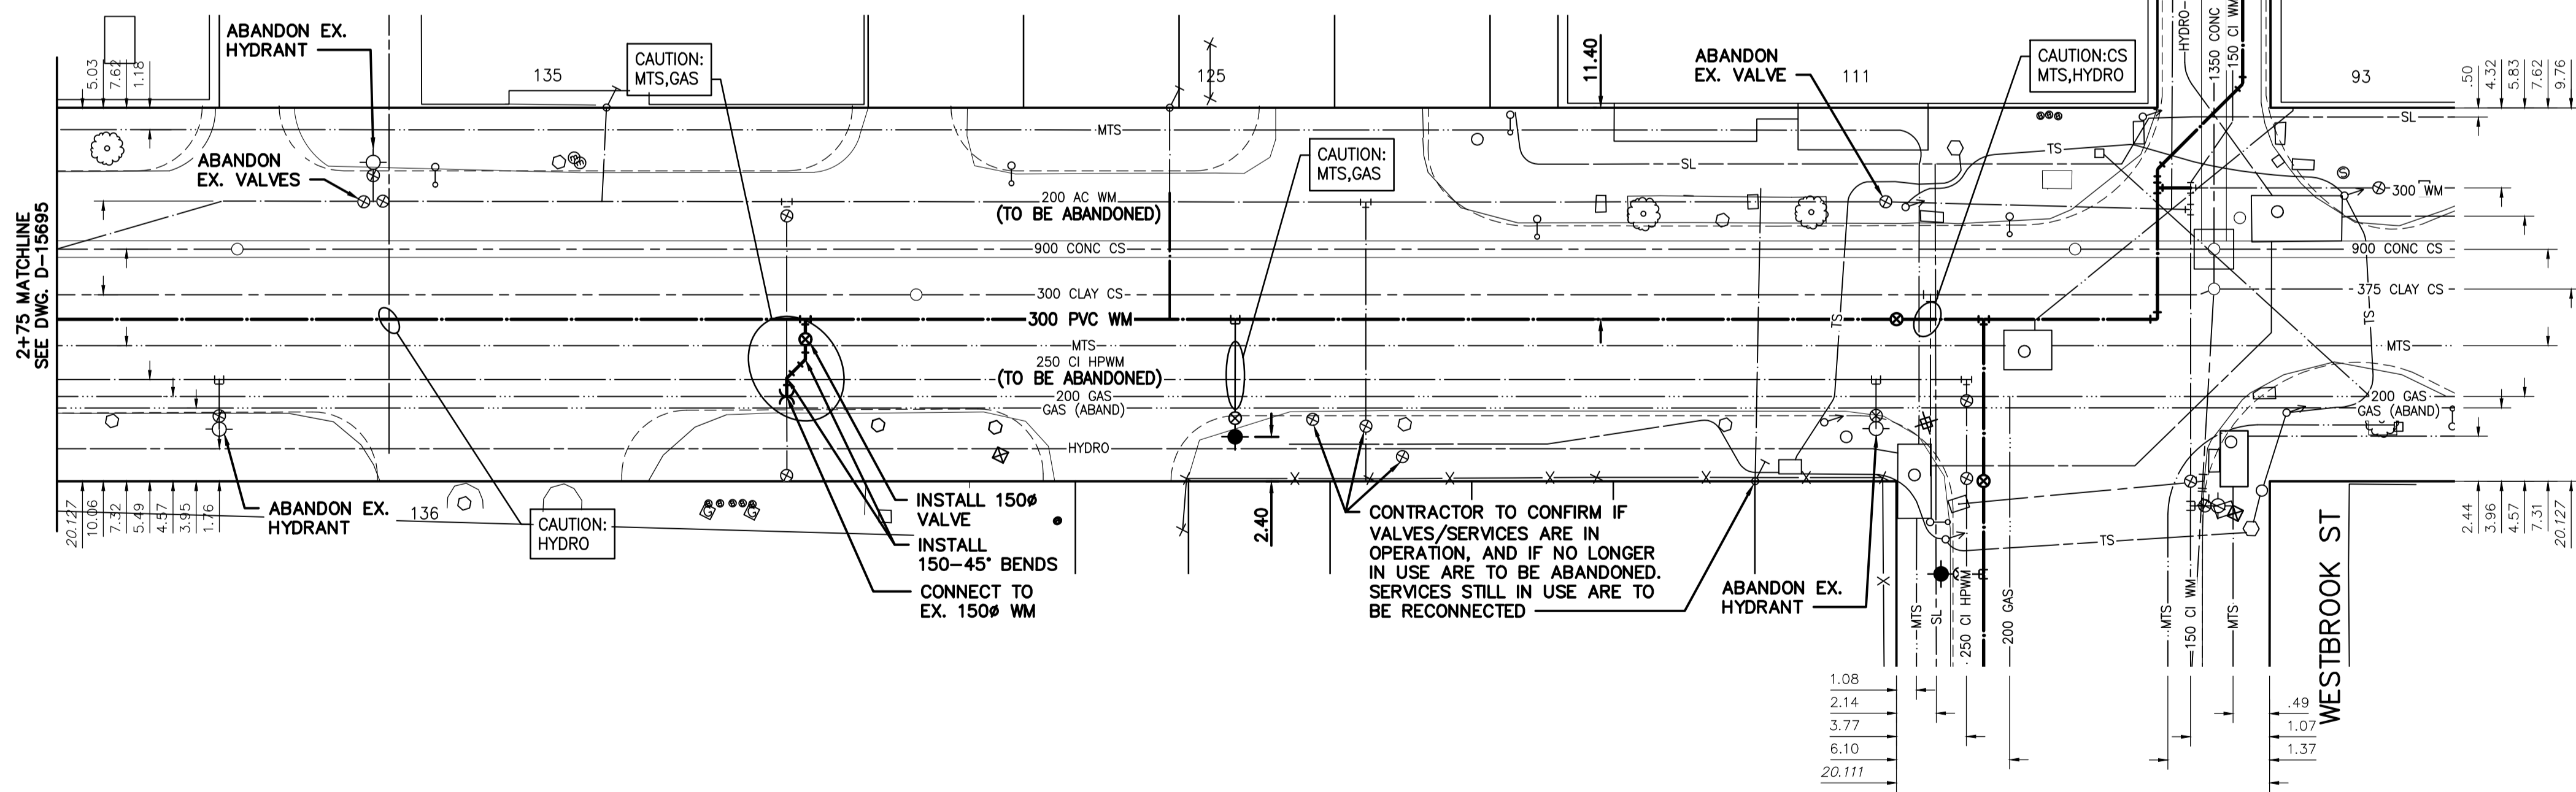 ABANDON EX.
HYDRANT
5.03
7.62
1.18
135
CAUTION:
MTS,GAS
125
11.40
ABANDON
EX. VALVE
111
CAUTION:CS
MTS,HYDRO
HYDRO
1350 CONC
150 CI WM
93
.50
4.32
5.83
7.62
9.76
MTS
SL
ABANDON
EX. VALVES
CAUTION:
MTS,GAS
SL
TS
200 AC WM
(TO BE ABANDONED)
300 WM
2+75 MATCHLINE
SEE DWG. D-15695
900 CONC CS
900 CONC CS
300 CLAY CS
375 CLAY CS
300 PVC WM
TS
TS
MTS
MTS
250 CI HPWM
(TO BE ABANDONED)
200 GAS
GAS (ABAND)
200 GAS
GAS (ABAND)
HYDRO
20.127
10.06
7.32
5.49
4.57
3.95
1.76
ABANDON EX.
HYDRANT
136
CAUTION:
HYDRO
INSTALL 150ø
VALVE
INSTALL
150-45° BENDS
CONNECT TO
EX. 150ø WM
2.40
CONTRACTOR TO CONFIRM IF
VALVES/SERVICES ARE IN
OPERATION, AND IF NO LONGER
IN USE ARE TO BE ABANDONED.
SERVICES STILL IN USE ARE TO
BE RECONNECTED
ABANDON EX.
HYDRANT
TS
MTS
SL
250 CI HPWM
200 GAS
MTS
150 CI WM
MTS
WESTBROOK ST
2.44
3.96
4.57
7.31
20.127
1.08
2.14
3.77
6.10
20.111
.49
1.07
1.37